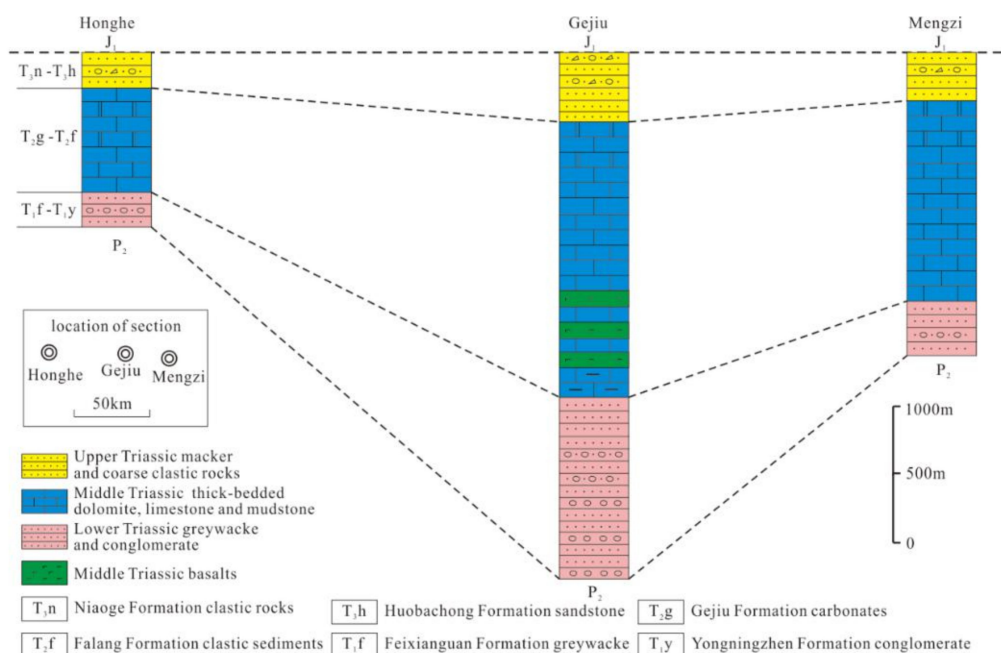 Honghe
Gejiu
Mengzi
J₁
J₁
J₁
T₃n -T₃h
T₂g -T₂f
T₁f -T₁y
P₂
P₂
P₂
location of section
Honghe
Gejiu
Mengzi
50km
1000m
500m
0
Upper Triassic macker
and coarse clastic rocks
Middle Triassic thick-bedded
dolomite, limestone and mudstone
Lower Triassic greywacke
and conglomerate
Middle Triassic basalts
T₃n Niaoge Formation clastic rocks
T₃h Huobachong Formation sandstone
T₂g Gejiu Formation carbonates
T₂f Falang Formation clastic sediments
T₁f Feixianguan Formation greywacke
T₁y Yongningzhen Formation conglomerate